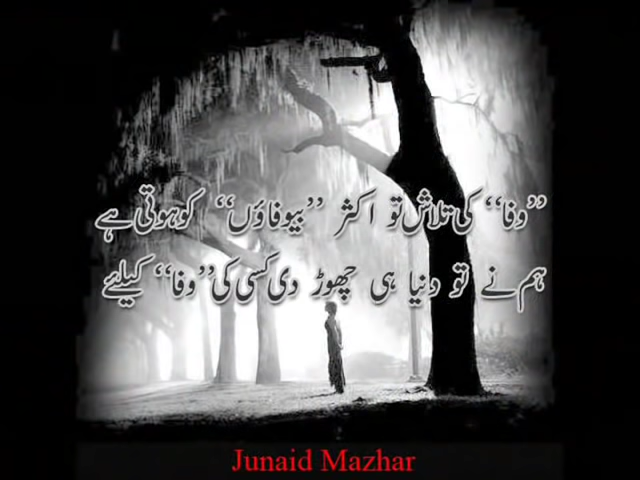 ”وفا“ کی تلاش تو اکثر ”بیوفاؤں“ کو ہوتی ہے
ہم نے تو دنیا ہی چھوڑ دی کسی کی ”وفا“ کیلئے
Junaid Mazhar